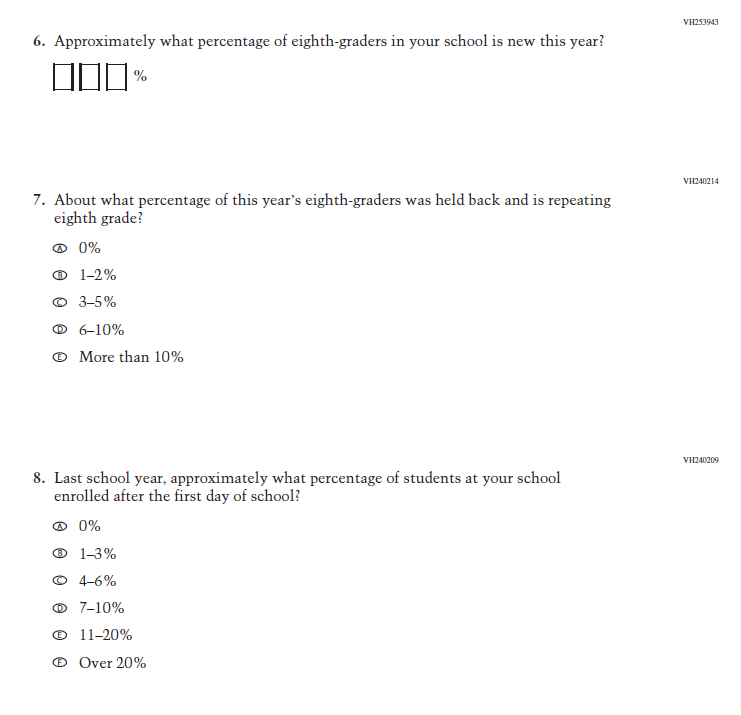 VH253943
6. Approximately what percentage of eighth-graders in your school is new this year?
%
VH240214
7. About what percentage of this year's eighth-graders was held back and is repeating
eighth grade?
Ⓐ 0%
Ⓑ 1–2%
Ⓒ 3–5%
Ⓓ 6–10%
Ⓔ More than 10%
VH240209
8. Last school year, approximately what percentage of students at your school
enrolled after the first day of school?
Ⓐ 0%
Ⓑ 1–3%
Ⓒ 4–6%
Ⓓ 7–10%
Ⓔ 11–20%
Ⓕ Over 20%